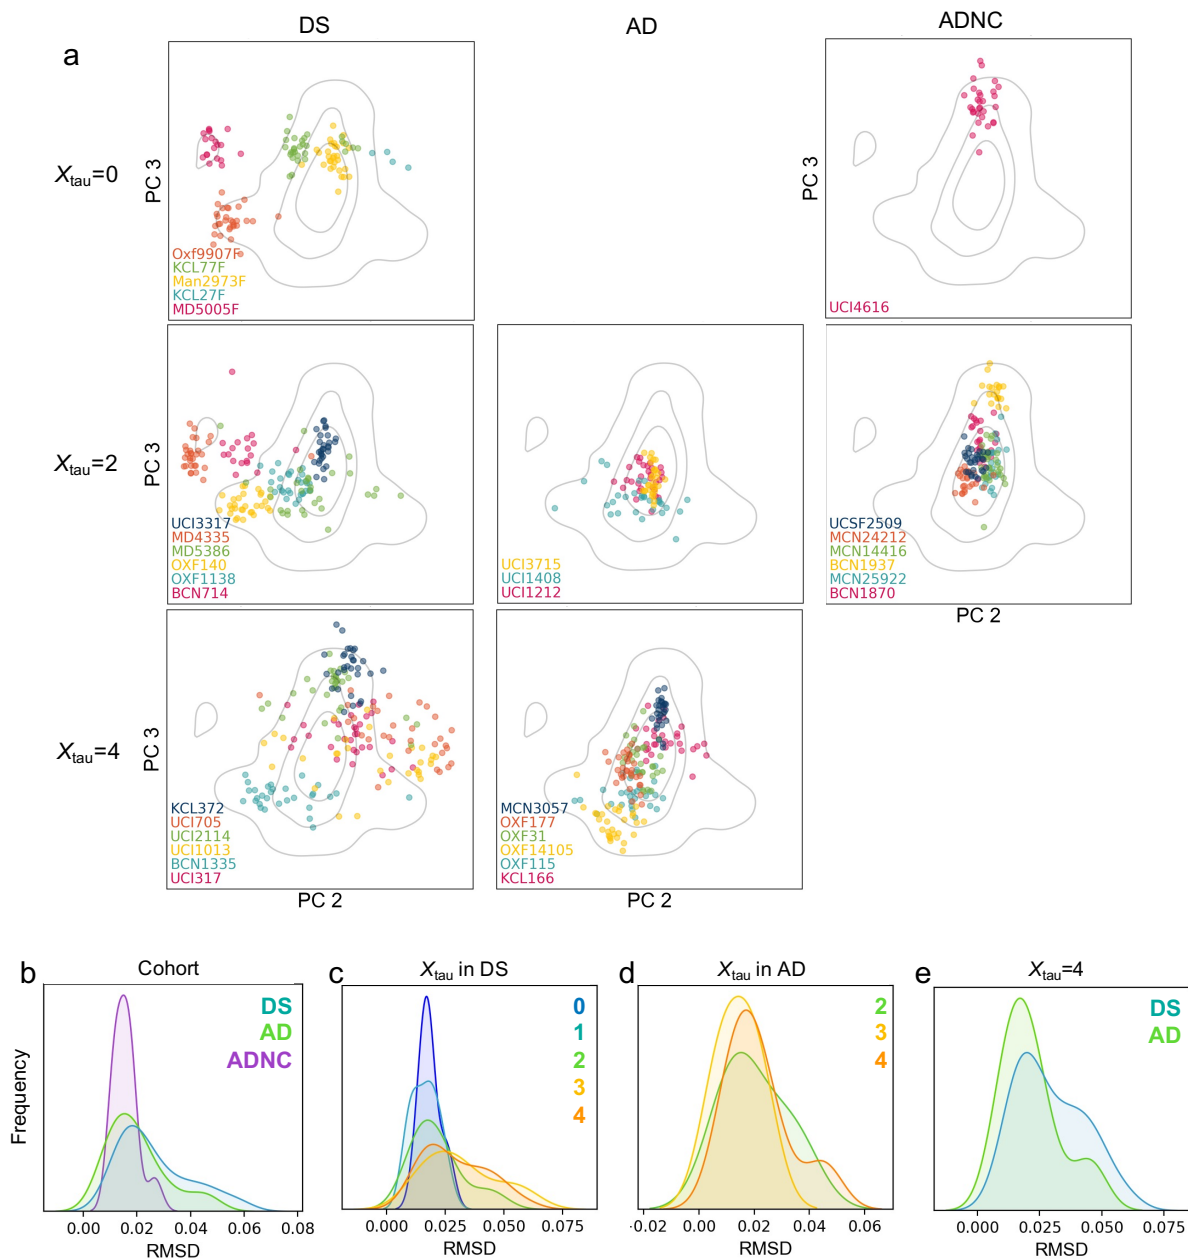 DS
AD
ADNC
a
Xtau=0
PC 3
Oxf9907F
KCL77F
Man2973F
KCL27F
MD5005F
PC 3
UCI4616
Xtau=2
PC 3
UCI3317
MD4335
MD5386
OXF140
OXF1138
BCN714
UCI3715
UCI1408
UCI1212
UCSF2509
MCN24212
MCN14416
BCN1937
MCN25922
BCN1870
PC 2
Xtau=4
PC 3
KCL372
UCI705
UCI2114
UCI1013
BCN1335
UCI317
PC 2
MCN3057
OXF177
OXF31
OXF14105
OXF115
KCL166
PC 2
b
Cohort
DS
AD
ADNC
Frequency
0.00 0.02 0.04 0.06 0.08
RMSD
c
Xtau in DS
0
1
2
3
4
0.000 0.025 0.050 0.075
RMSD
d
Xtau in AD
2
3
4
-0.02 0.00 0.02 0.04 0.06
RMSD
e
Xtau=4
DS
AD
0.000 0.025 0.050 0.075
RMSD